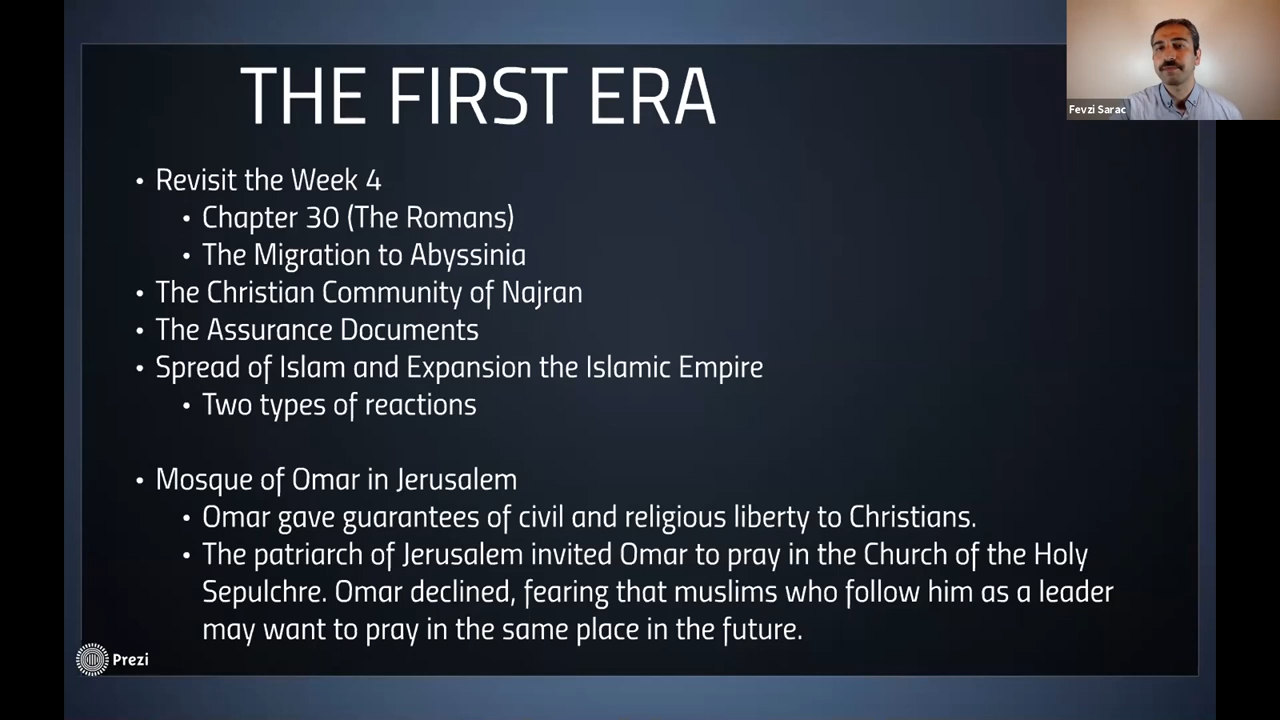 THE FIRST ERA
Fevzi Sarac
• Revisit the Week 4
• Chapter 30 (The Romans)
• The Migration to Abyssinia
• The Christian Community of Najran
• The Assurance Documents
• Spread of Islam and Expansion the Islamic Empire
• Two types of reactions
• Mosque of Omar in Jerusalem
• Omar gave guarantees of civil and religious liberty to Christians.
• The patriarch of Jerusalem invited Omar to pray in the Church of the Holy
Sepulchre. Omar declined, fearing that muslims who follow him as a leader
may want to pray in the same place in the future.
Prezi